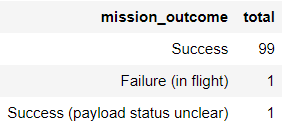 mission_outcome total
Success 99
Failure (in flight) 1
Success (payload status unclear) 1